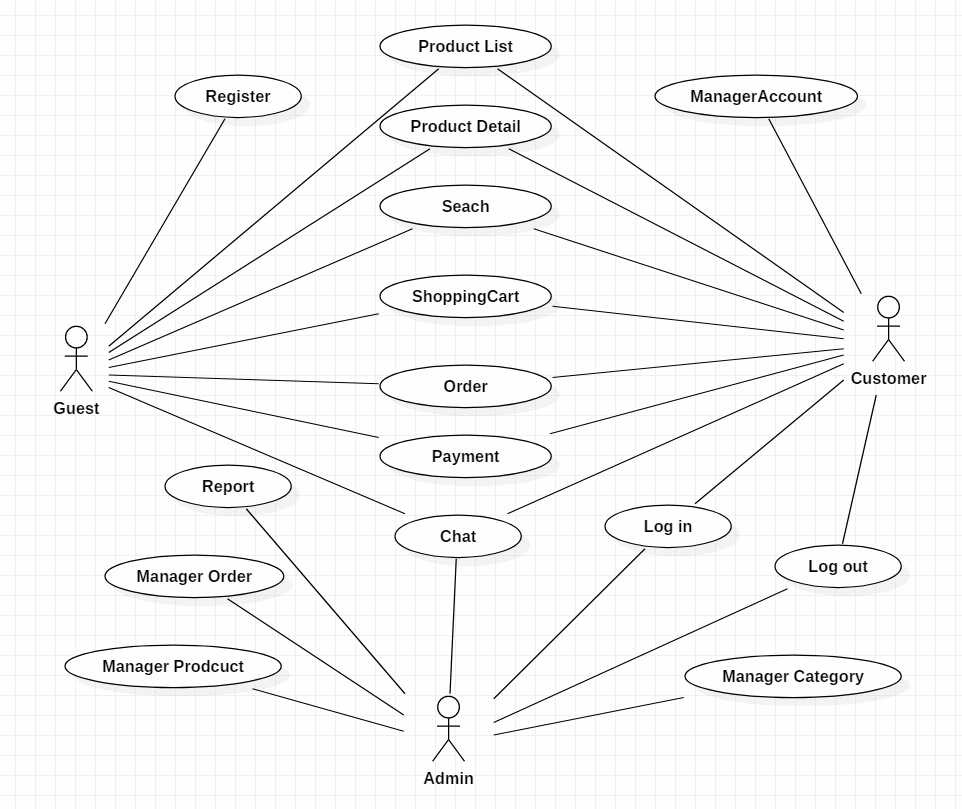 Product List
Register
ManagerAccount
Product Detail
Seach
ShoppingCart
Order
Customer
Guest
Payment
Report
Log in
Chat
Log out
Manager Order
Manager Prodcuct
Manager Category
Admin